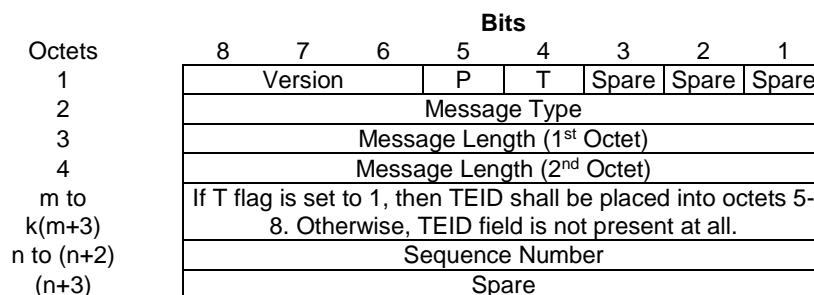 Bits
Octets 8 7 6 5 4 3 2 1
1 Version P T Spare Spare Spare
2 Message Type
3 Message Length (1st Octet)
4 Message Length (2nd Octet)
m to If T flag is set to 1, then TEID shall be placed into octets 5-
k(m+3) 8. Otherwise, TEID field is not present at all.
n to (n+2) Sequence Number
(n+3) Spare